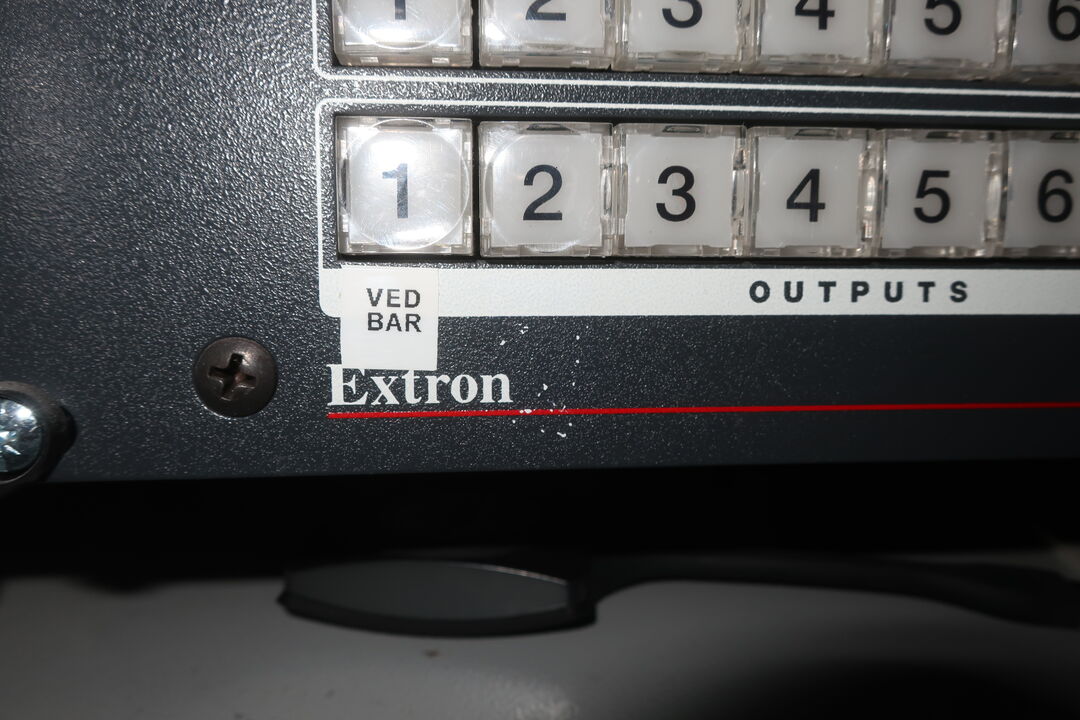 1 2 3 4 5 6
1 2 3 4 5 6
OUTPUTS
VED
BAR
Extron